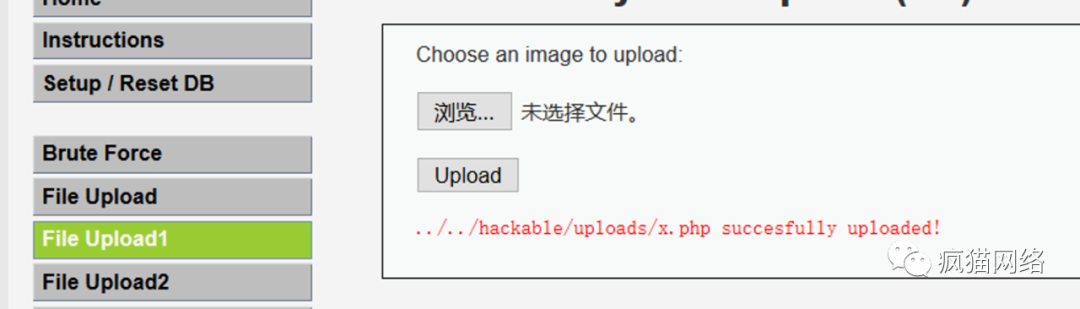 Instructions
Setup / Reset DB
Brute Force
File Upload
File Upload1
File Upload2
Choose an image to upload:
浏览... 未选择文件。
Upload
../../hackable/uploads/x.php succesfully uploaded!
疯猫网络